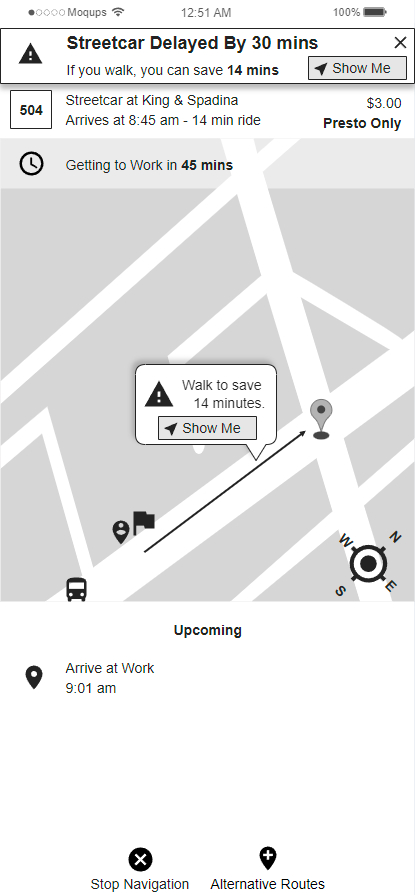 Moqups 12:51 AM 100%
Streetcar Delayed By 30 mins
If you walk, you can save 14 mins
Show Me
504
Streetcar at King & Spadina
Arrives at 8:45 am - 14 min ride
$3.00
Presto Only
Getting to Work in 45 mins
Walk to save
14 minutes.
Show Me
W
N
S
E
Upcoming
Arrive at Work
9:01 am
Stop Navigation
Alternative Routes